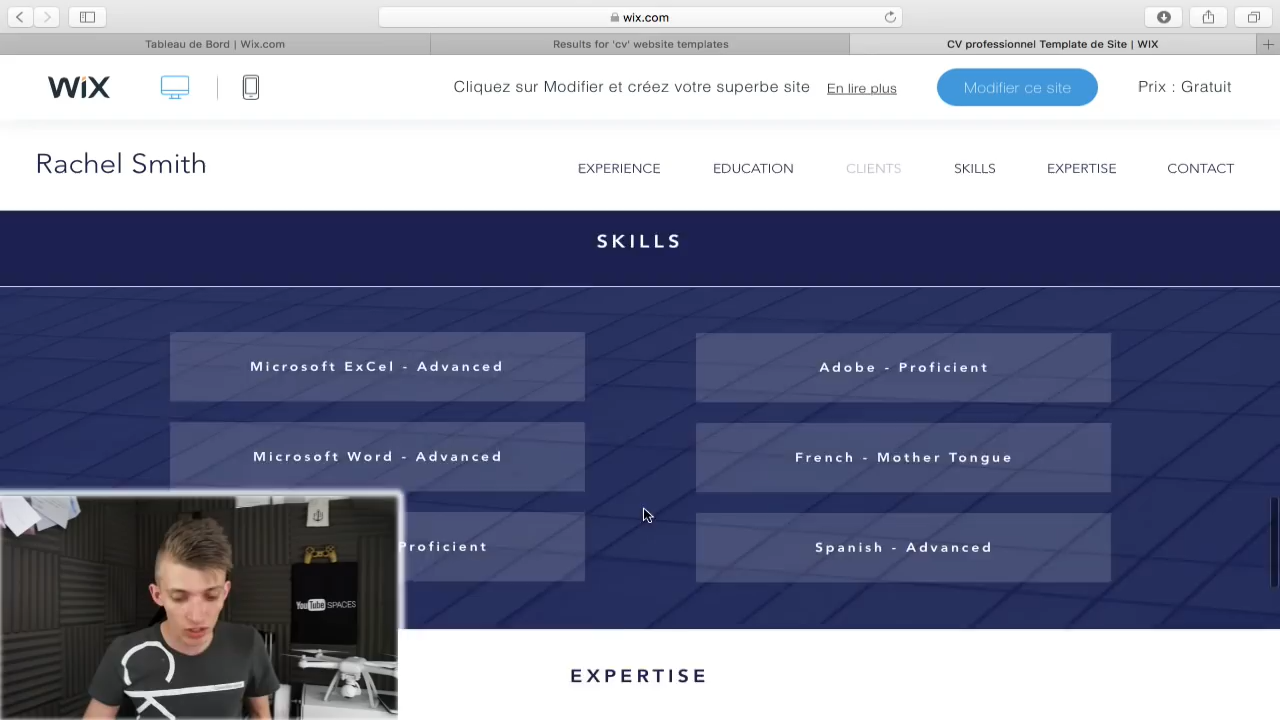 wix.com
Tableau de Bord | Wix.com
Results for 'cv' website templates
CV professionnel Template de Site | WIX
WiX
Cliquez sur Modifier et créez votre superbe site
En lire plus
Modifier ce site
Prix : Gratuit
Rachel Smith
EXPERIENCE
EDUCATION
CLIENTS
SKILLS
EXPERTISE
CONTACT
SKILLS
Microsoft ExCel - Advanced
Adobe - Proficient
Microsoft Word - Advanced
French - Mother Tongue
Proficient
Spanish - Advanced
YouTube SPACES
EXPERTISE